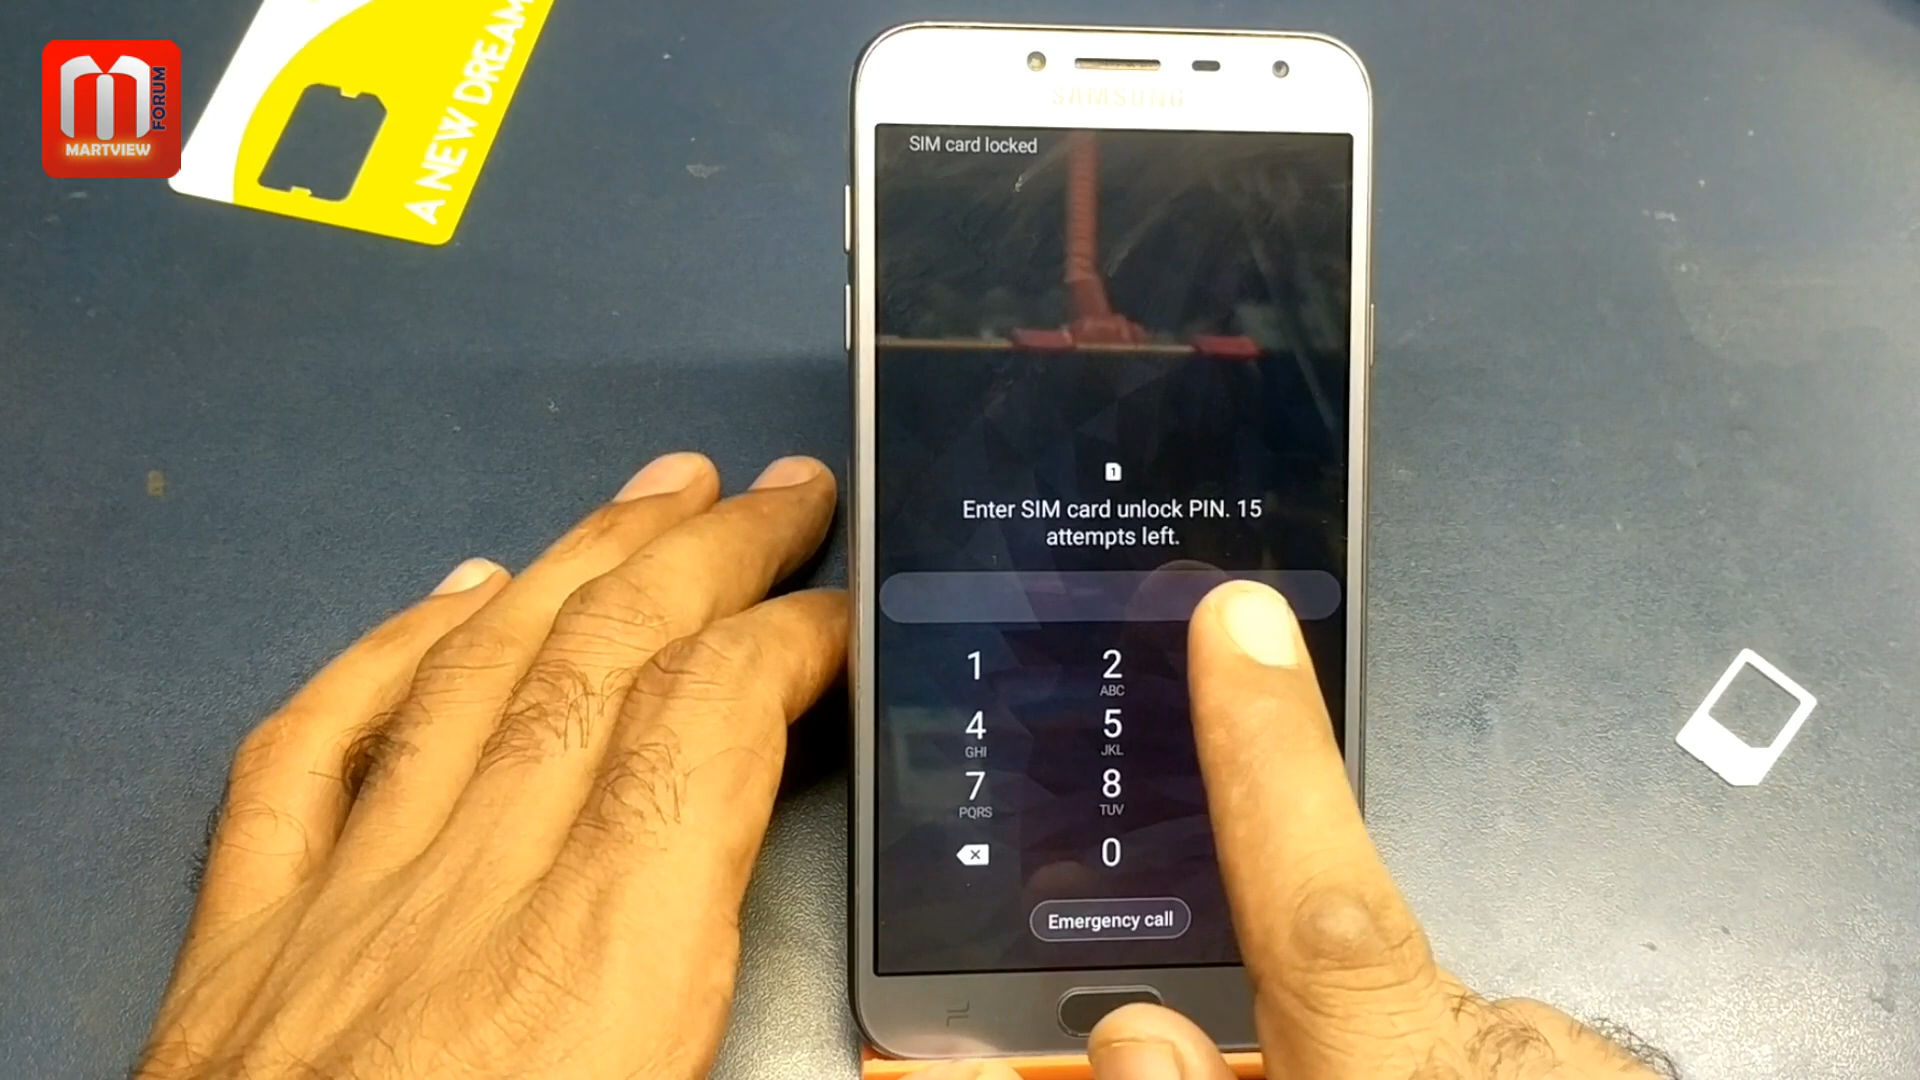 FORUM
MARTVIEW
A NEW DREAM
SAMSUNG
SIM card locked
1
Enter SIM card unlock PIN. 15
attempts left.
1
2
ABC
4
GHI
5
JKL
7
PQRS
8
TUV
0
Emergency call